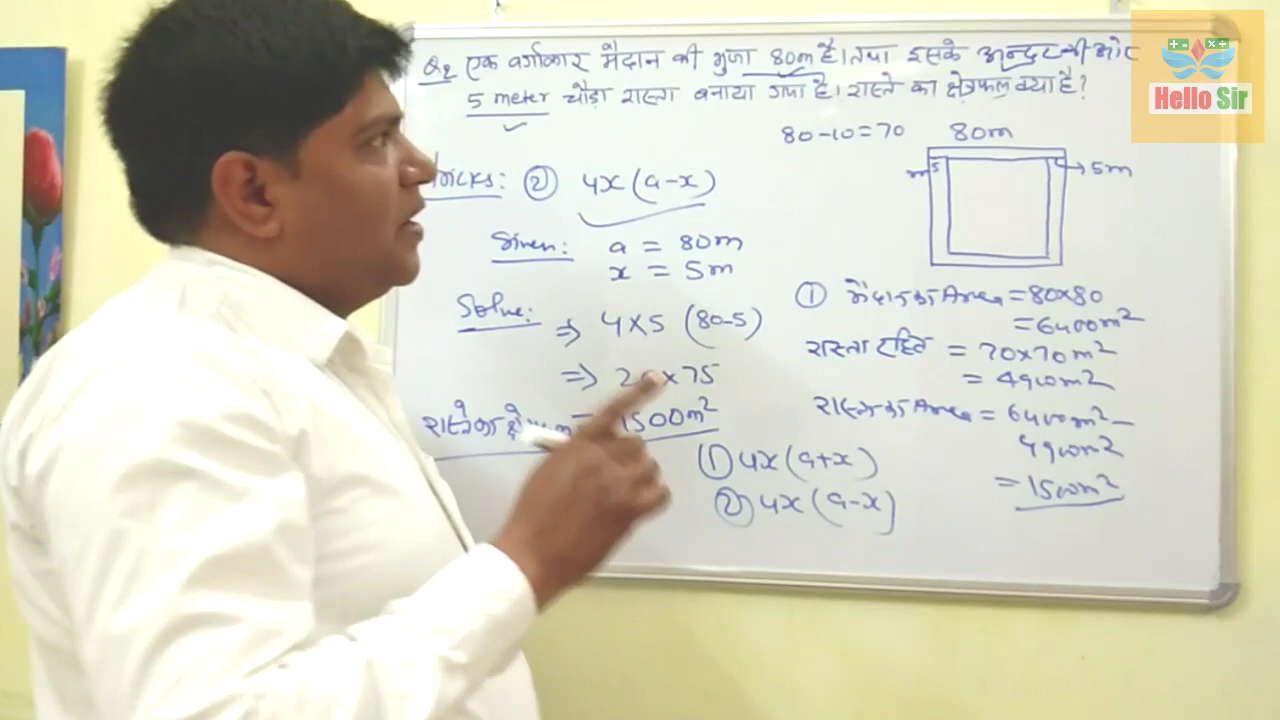 Q2 एक वर्गाकार मैदान की भुजा 80m है। तथा इसके अन्दर की ओर
5 meter चौड़ा रास्ता बनाया गया है। रास्ते का क्षेत्रफल क्या है?
80-10=70
80m
5m
Tricks: ② 4x(a-x)
Given: a = 80m
x = 5m
Solve: ⇒ 4×5 (80-5)
⇒ 20×75
= 1500m²
① 4x(a+x)
② 4x(a-x)
① मैदान का Area = 80×80
= 6400m²
रास्ता रहित = 70×70m²
= 4900m²
रास्ते का Area = 6400m² -
4900m²
= 1500m²
Hello Sir